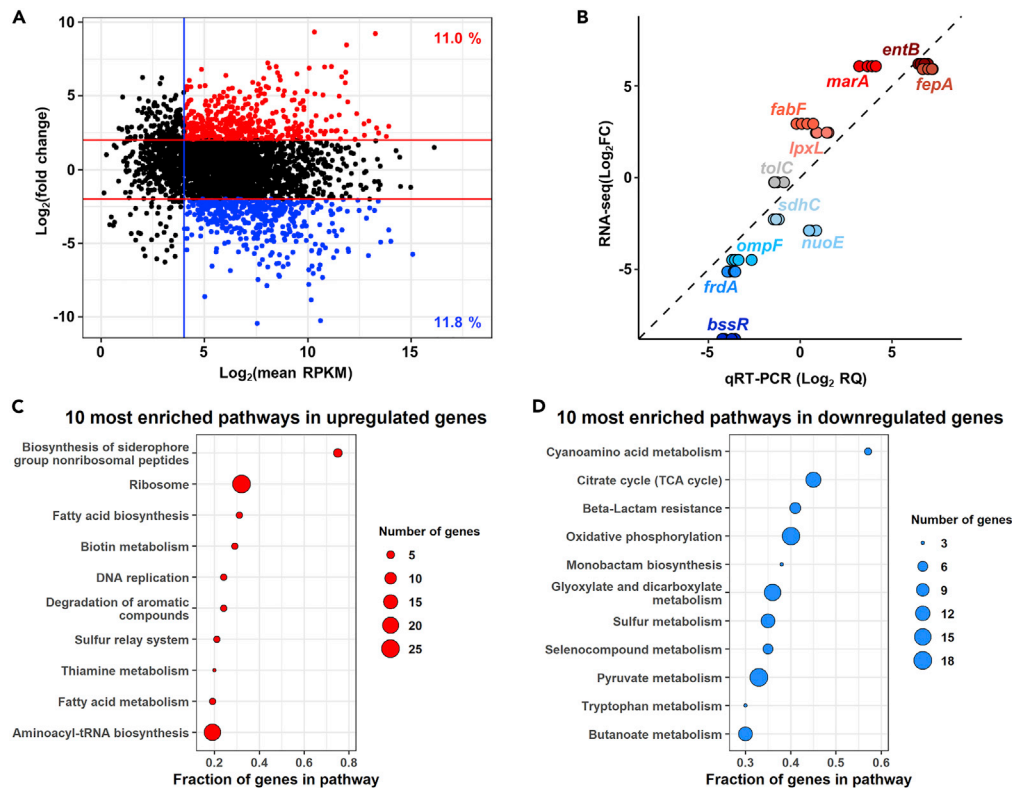 A
10
5
0
-5
-10
Log2(fold change)
11.0 %
11.8 %
0
5
10
15
Log2(mean RPKM)
B
5
0
-5
RNA-seq(Log2FC)
entB
marA
fepA
fabF
lpxL
tolC
sdhC
nuoE
ompF
frdA
bssR
-5
0
5
qRT-PCR (Log2 RQ)
C
10 most enriched pathways in upregulated genes
Biosynthesis of siderophore
group nonribosomal peptides
Ribosome
Fatty acid biosynthesis
Biotin metabolism
DNA replication
Degradation of aromatic
compounds
Sulfur relay system
Thiamine metabolism
Fatty acid metabolism
Aminoacyl-tRNA biosynthesis
0.2
0.4
0.6
0.8
Fraction of genes in pathway
Number of genes
5
10
15
20
25
D
10 most enriched pathways in downregulated genes
Cyanoamino acid metabolism
Citrate cycle (TCA cycle)
Beta-Lactam resistance
Oxidative phosphorylation
Monobactam biosynthesis
Glyoxylate and dicarboxylate
metabolism
Sulfur metabolism
Selenocompound metabolism
Pyruvate metabolism
Tryptophan metabolism
Butanoate metabolism
0.3
0.4
0.5
0.6
Fraction of genes in pathway
Number of genes
3
6
9
12
15
18